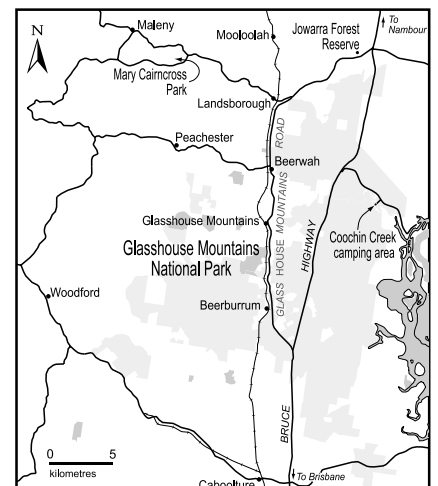 To
Nambour
Maleny
Mooloolah
Jowarra Forest
Reserve
N
Mary Cairncross
Park
Landsborough
Peachester
Beerwah
GLASS HOUSE MOUNTAINS ROAD
Glasshouse Mountains
Coochin Creek
camping area
Glasshouse Mountains
National Park
BRUCE HIGHWAY
Woodford
Beerburrum
0 5
kilometres
To Brisbane
Caboolture